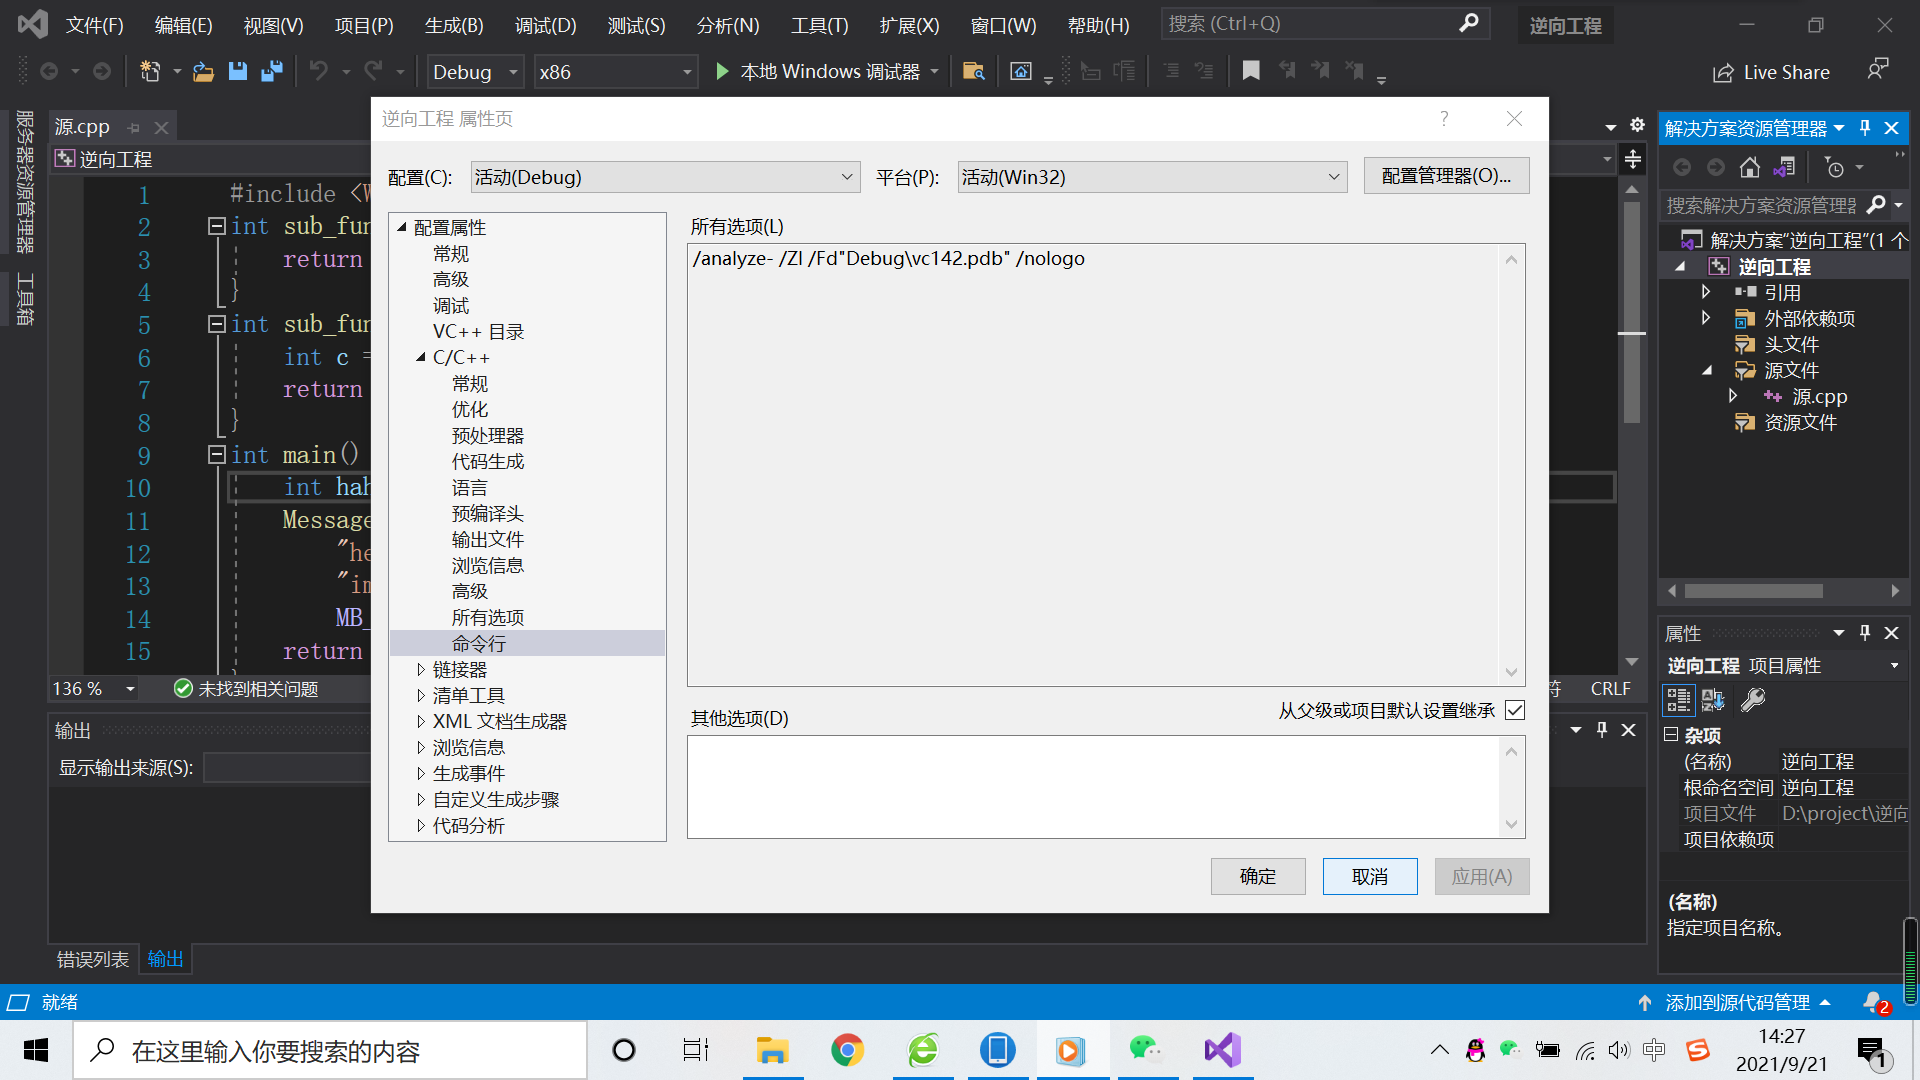 文件(F) 编辑(E) 视图(V) 项目(P) 生成(B) 调试(D) 测试(S) 分析(N) 工具(T) 扩展(X) 窗口(W) 帮助(H) 搜索 (Ctrl+Q) 逆向工程
Debug x86 本地 Windows 调试器 Live Share
服务器资源管理器
工具箱
源.cpp
逆向工程
1 #include <W
2 int sub_fun
3 return
4 }
5 int sub_fun
6 int c =
7 return
8 }
9 int main()
10 int hah
11 Message
12 "he
13 "im
14 MB_
15 return
136 % 未找到相关问题
符 CRLF
输出
显示输出来源(S):
错误列表 输出
逆向工程 属性页
?
配置(C): 活动(Debug) 平台(P): 活动(Win32) 配置管理器(O)...
配置属性
常规
高级
调试
VC++ 目录
C/C++
常规
优化
预处理器
代码生成
语言
预编译头
输出文件
浏览信息
高级
所有选项
命令行
链接器
清单工具
XML 文档生成器
浏览信息
生成事件
自定义生成步骤
代码分析
所有选项(L)
/analyze- /ZI /Fd"Debug\vc142.pdb" /nologo
从父级或项目默认设置继承
其他选项(D)
确定 取消 应用(A)
解决方案资源管理器
搜索解决方案资源管理器
解决方案"逆向工程"(1 个
逆向工程
引用
外部依赖项
头文件
源文件
源.cpp
资源文件
属性
逆向工程 项目属性
杂项
(名称) 逆向工程
根命名空间 逆向工程
项目文件 D:\project\逆向
项目依赖项
(名称)
指定项目名称。
就绪
添加到源代码管理 2
在这里输入你要搜索的内容
中
14:27
2021/9/21
1